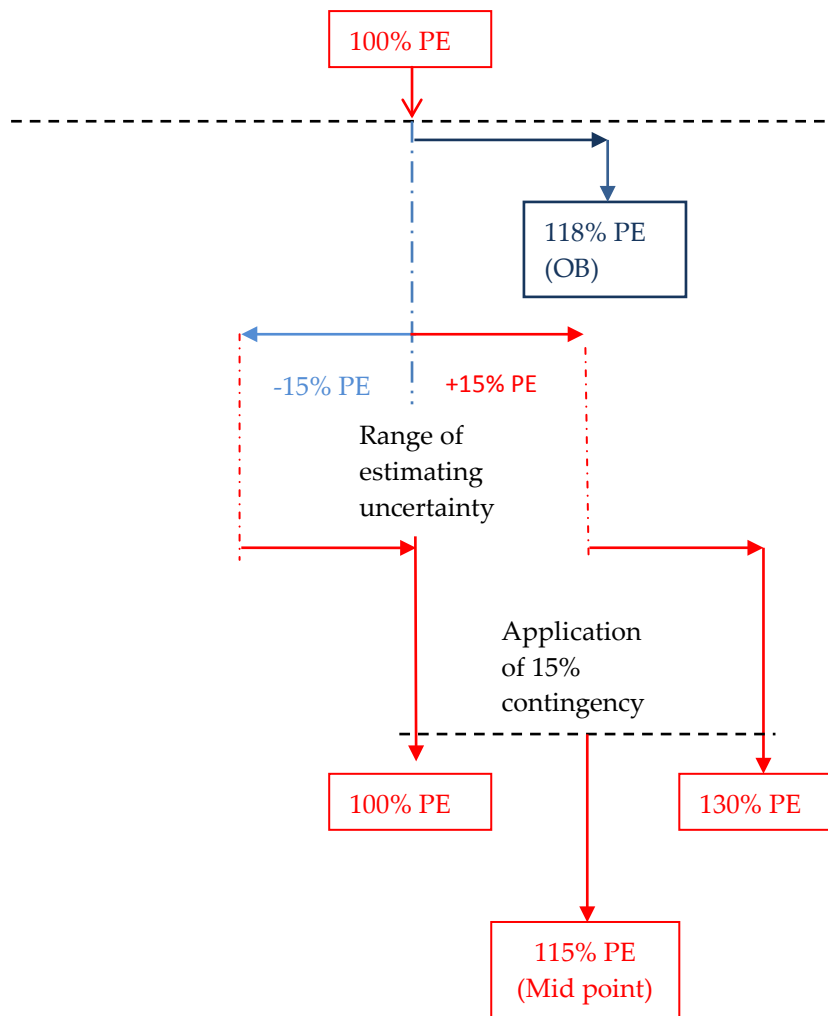 100% PE
118% PE
(OB)
-15% PE
+15% PE
Range of
estimating
uncertainty
Application
of 15%
contingency
100% PE
130% PE
115% PE
(Mid point)